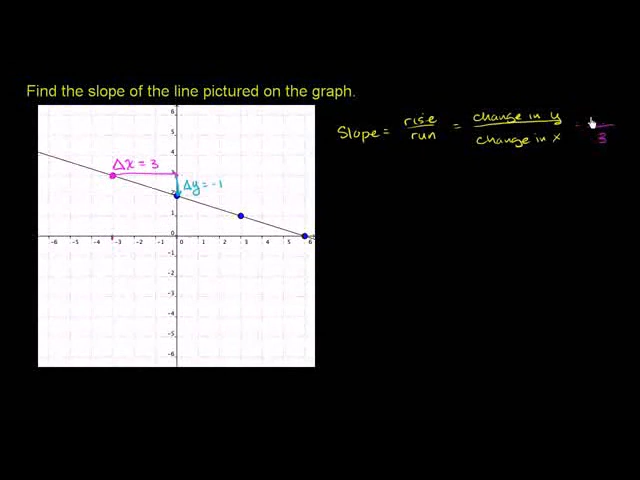 Find the slope of the line pictured on the graph.
Slope = rise / run = change in y / change in x = / 3
Δx = 3
Δy = -1
6
5
4
3
2
1
-6 -5 -4 -3 -2 -1 0 1 2 3 4 5 6
0
-1
-2
-3
-4
-5
-6